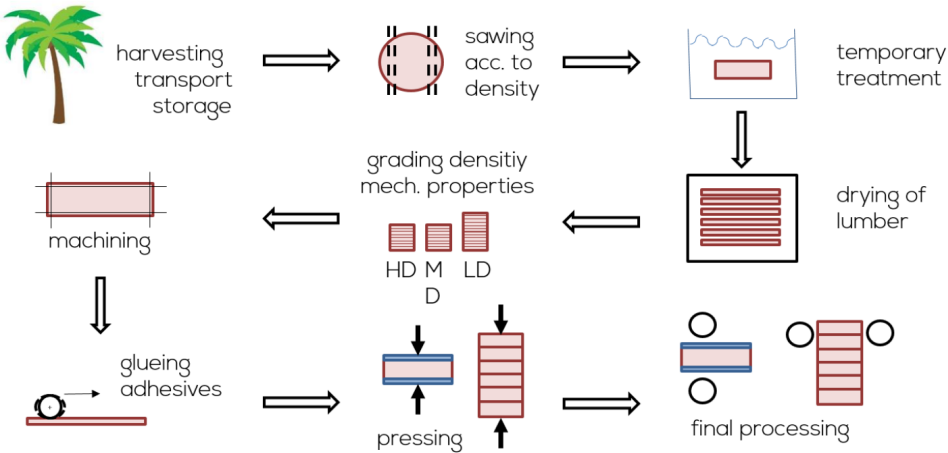 harvesting
transport
storage
sawing
acc. to
density
temporary
treatment
drying of
lumber
grading densitiy
mech. properties
HD M LD
D
machining
glueing
adhesives
pressing
final processing